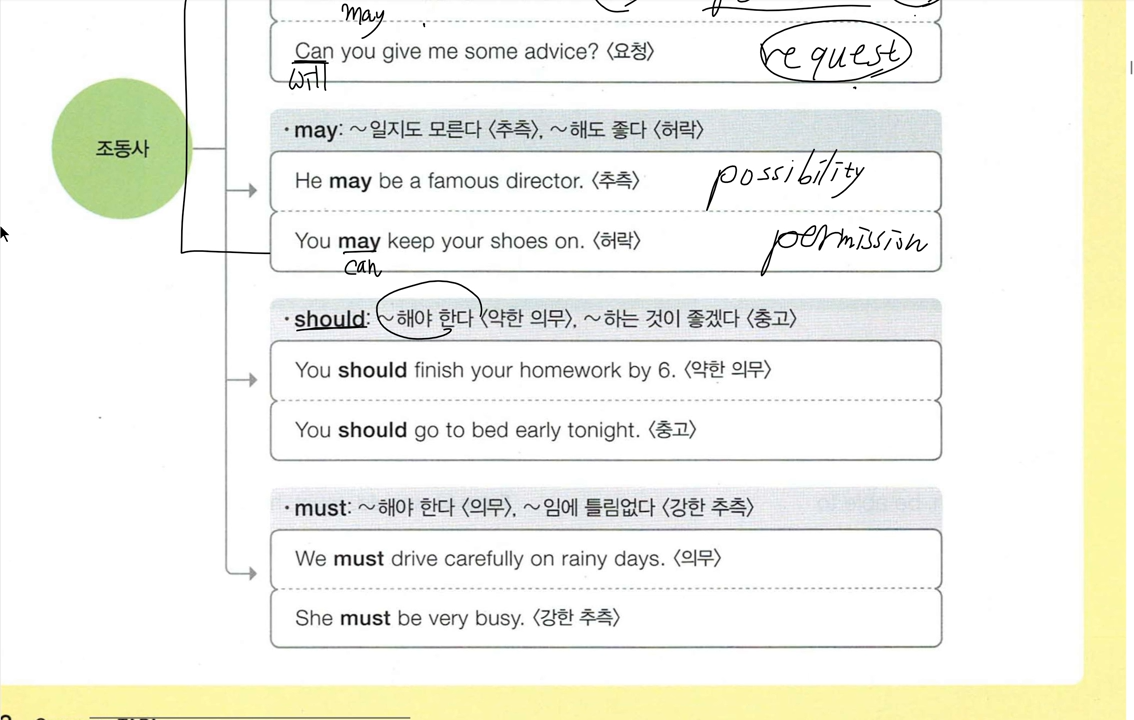 may
Can you give me some advice? 〈요청〉 request
will
조동사
· may: ~일지도 모른다 〈추측〉, ~해도 좋다 〈허락〉
He may be a famous director. 〈추측〉 possibility
You may keep your shoes on. 〈허락〉 permission
can
· should: ~해야 한다 〈약한 의무〉, ~하는 것이 좋겠다 〈충고〉
You should finish your homework by 6. 〈약한 의무〉
You should go to bed early tonight. 〈충고〉
· must: ~해야 한다 〈의무〉, ~임에 틀림없다 〈강한 추측〉
We must drive carefully on rainy days. 〈의무〉
She must be very busy. 〈강한 추측〉